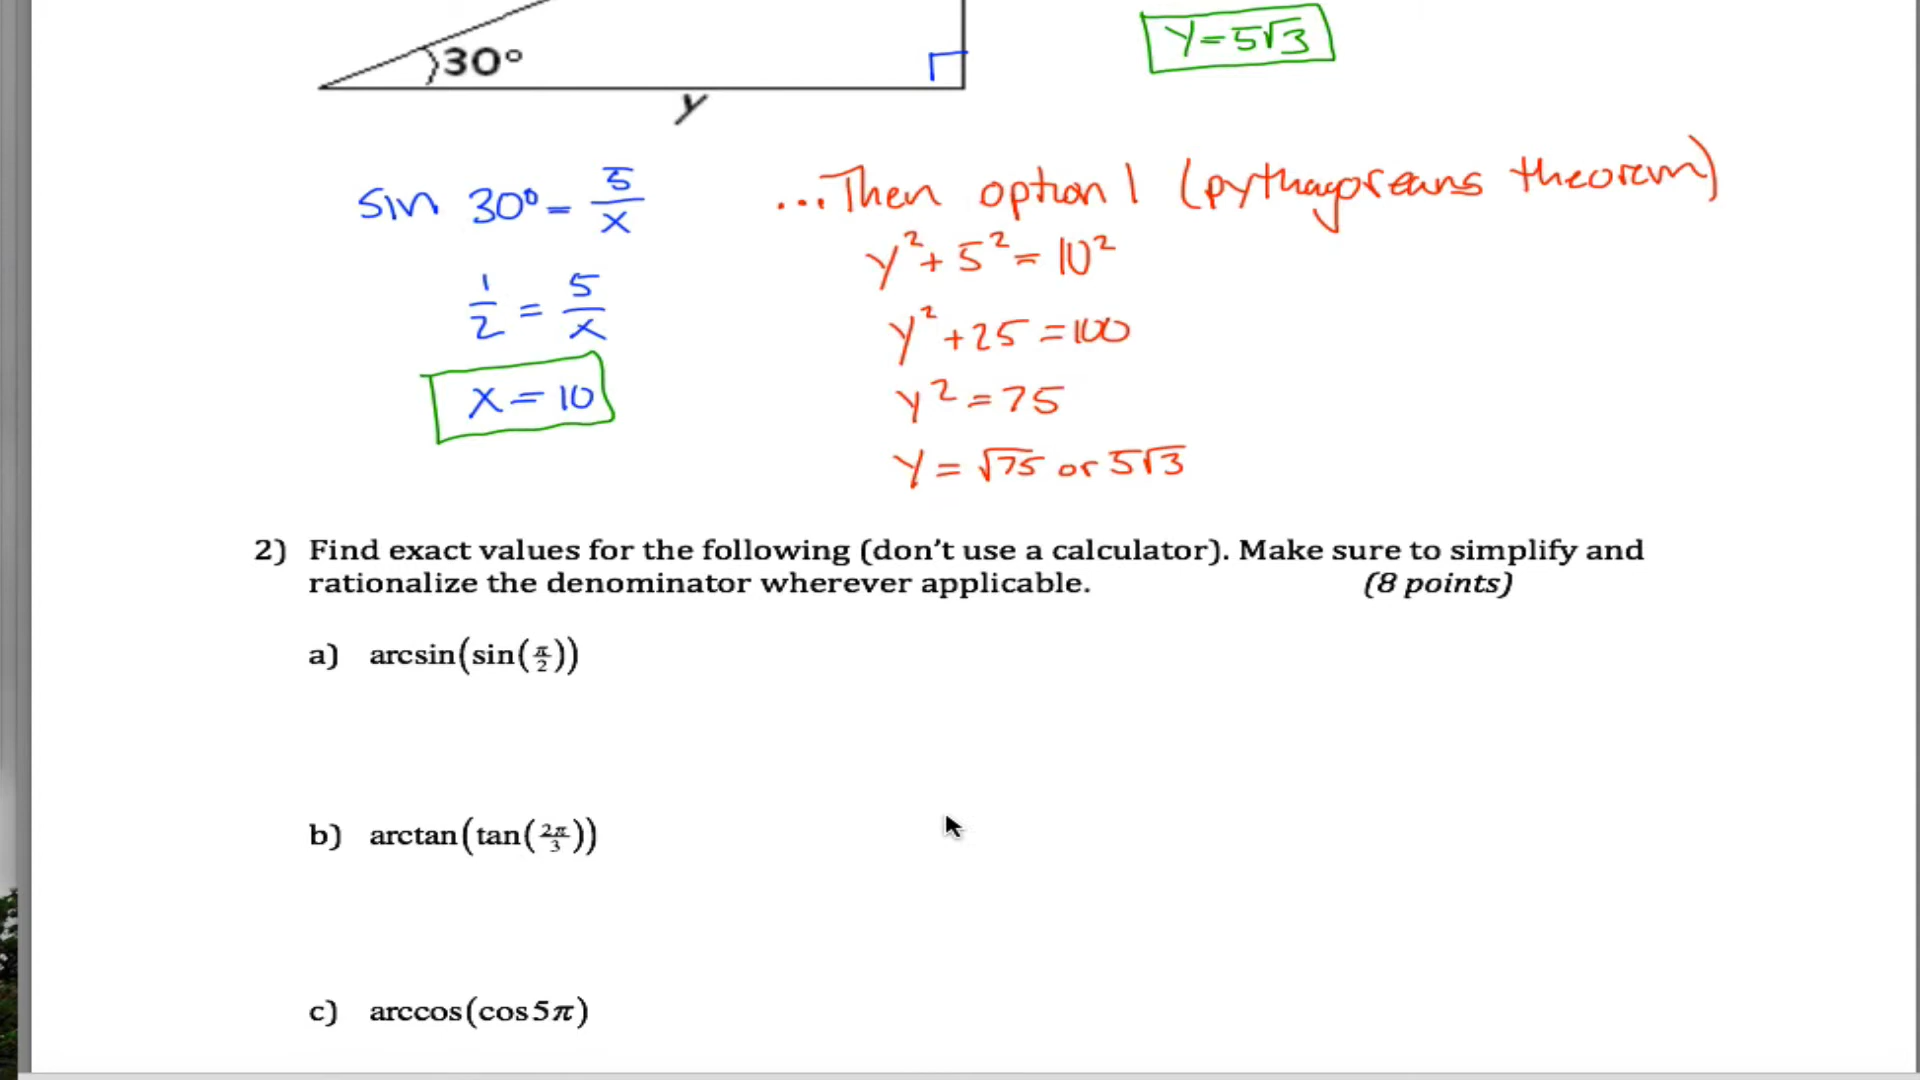 y = 5√3
30°
y
sin 30° = 5/x
...Then option 1 (pythagoreans theorem)
y² + 5² = 10²
1/2 = 5/x
y² + 25 = 100
x = 10
y² = 75
y = √75 or 5√3
2) Find exact values for the following (don't use a calculator). Make sure to simplify and
rationalize the denominator wherever applicable. (8 points)
a) arcsin(sin(π/2))
b) arctan(tan(2π/3))
c) arccos(cos5π)